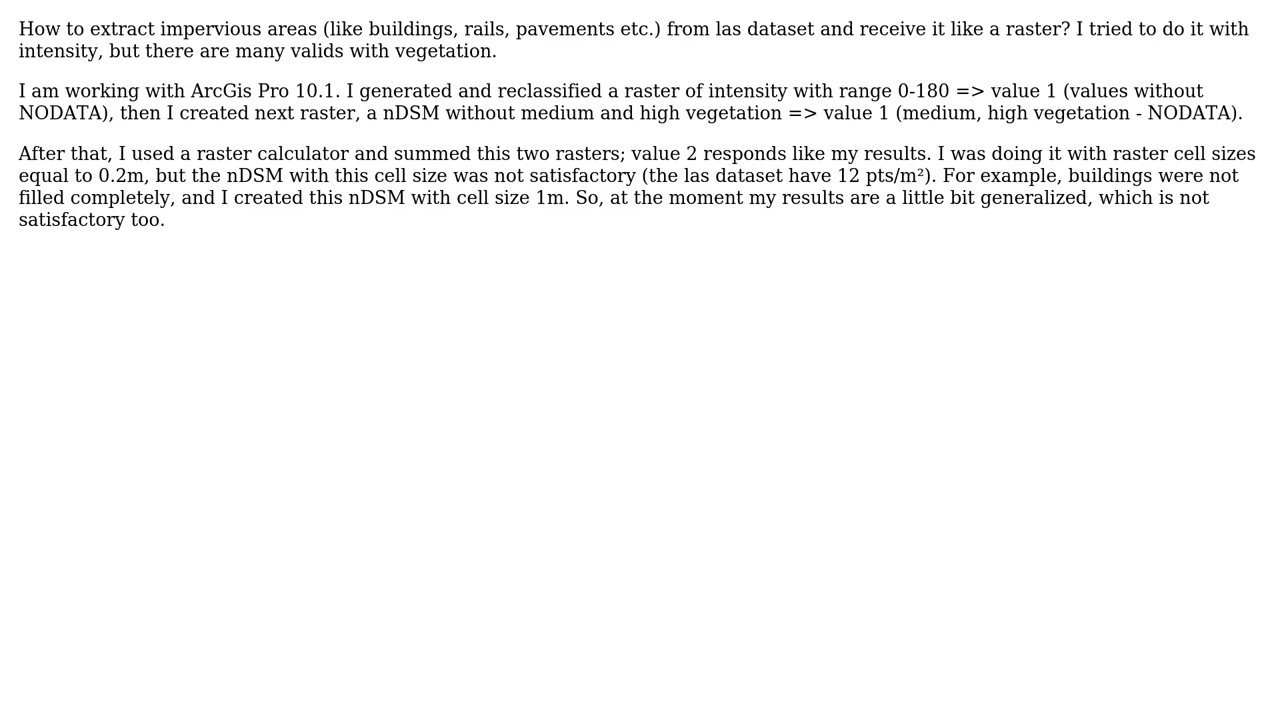 How to extract impervious areas (like buildings, rails, pavements etc.) from las dataset and receive it like a raster? I tried to do it with
intensity, but there are many valids with vegetation.
I am working with ArcGis Pro 10.1. I generated and reclassified a raster of intensity with range 0-180 => value 1 (values without
NODATA), then I created next raster, a nDSM without medium and high vegetation => value 1 (medium, high vegetation - NODATA).
After that, I used a raster calculator and summed this two rasters; value 2 responds like my results. I was doing it with raster cell sizes
equal to 0.2m, but the nDSM with this cell size was not satisfactory (the las dataset have 12 pts/m²). For example, buildings were not
filled completely, and I created this nDSM with cell size 1m. So, at the moment my results are a little bit generalized, which is not
satisfactory too.